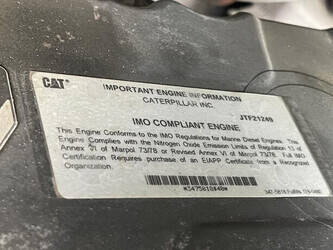 CAT
IMPORTANT ENGINE INFORMATION
CATERPILLAR INC.
JTP21240
IMO COMPLIANT ENGINE
This Engine Conforms to the IMO Regulations for Marine Diesel Engines. This
Engine Complies with the Nitrogen Oxide Emission Limits of Regulation 13 of
Annex VI of Marpol 73/78 or Revised Annex VI of Marpol 73/78. Full IMO
Certification Requires purchase of an EIAPP Certificate from a Recognized
Organization.